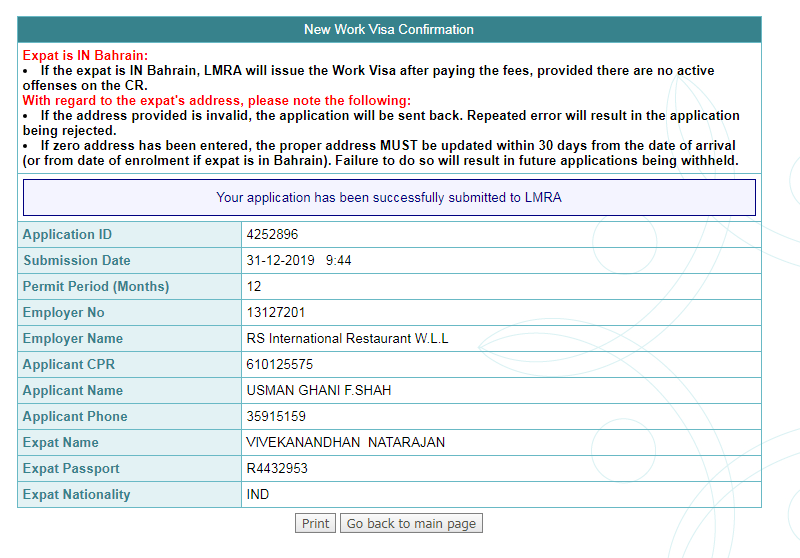 New Work Visa Confirmation
Expat is IN Bahrain:
• If the expat is IN Bahrain, LMRA will issue the Work Visa after paying the fees, provided there are no active
offenses on the CR.
With regard to the expat's address, please note the following:
• If the address provided is invalid, the application will be sent back. Repeated error will result in the application
being rejected.
• If zero address has been entered, the proper address MUST be updated within 30 days from the date of arrival
(or from date of enrolment if expat is in Bahrain). Failure to do so will result in future applications being withheld.
Your application has been successfully submitted to LMRA
Application ID 4252896
Submission Date 31-12-2019 9:44
Permit Period (Months) 12
Employer No 13127201
Employer Name RS International Restaurant W.L.L
Applicant CPR 610125575
Applicant Name USMAN GHANI F.SHAH
Applicant Phone 35915159
Expat Name VIVEKANANDHAN NATARAJAN
Expat Passport R4432953
Expat Nationality IND
Print Go back to main page